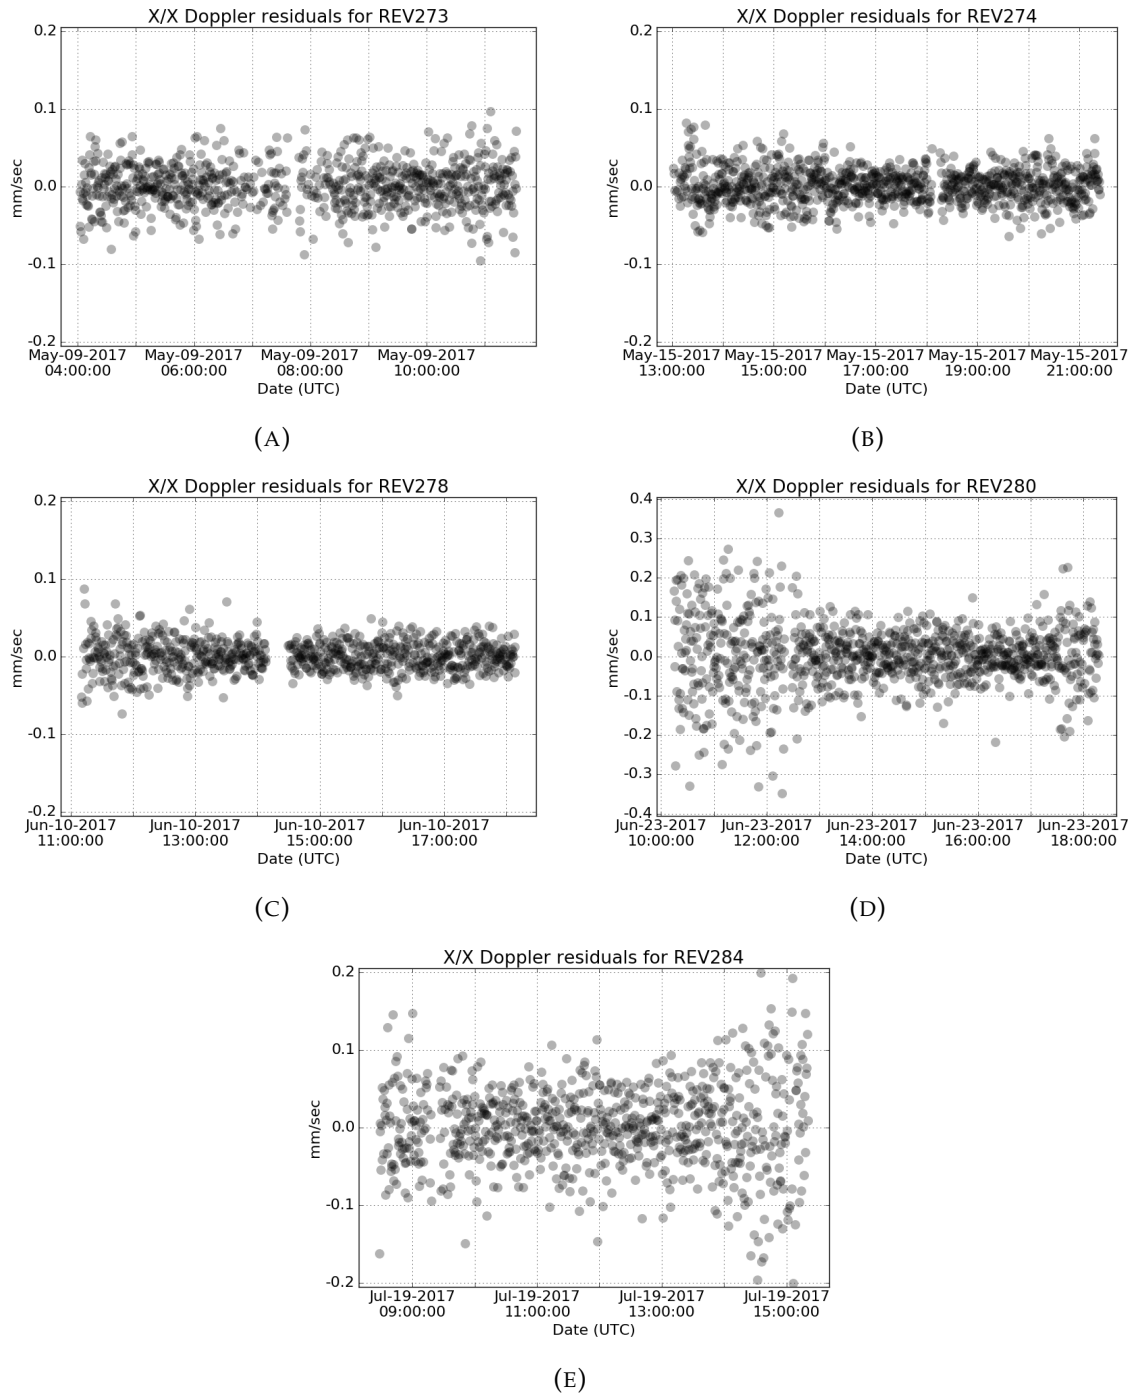 X/X Doppler residuals for REV273
0.2
0.1
0.0
-0.1
-0.2
mm/sec
May-09-2017 May-09-2017 May-09-2017 May-09-2017
04:00:00 06:00:00 08:00:00 10:00:00
Date (UTC)
(A)
X/X Doppler residuals for REV274
0.2
0.1
0.0
-0.1
-0.2
mm/sec
May-15-2017 May-15-2017 May-15-2017 May-15-2017 May-15-2017
13:00:00 15:00:00 17:00:00 19:00:00 21:00:00
Date (UTC)
(B)
X/X Doppler residuals for REV278
0.2
0.1
0.0
-0.1
-0.2
mm/sec
Jun-10-2017 Jun-10-2017 Jun-10-2017 Jun-10-2017
11:00:00 13:00:00 15:00:00 17:00:00
Date (UTC)
(C)
X/X Doppler residuals for REV280
0.4
0.3
0.2
0.1
0.0
-0.1
-0.2
-0.3
-0.4
mm/sec
Jun-23-2017 Jun-23-2017 Jun-23-2017 Jun-23-2017 Jun-23-2017
10:00:00 12:00:00 14:00:00 16:00:00 18:00:00
Date (UTC)
(D)
X/X Doppler residuals for REV284
0.2
0.1
0.0
-0.1
-0.2
mm/sec
Jul-19-2017 Jul-19-2017 Jul-19-2017 Jul-19-2017
09:00:00 11:00:00 13:00:00 15:00:00
Date (UTC)
(E)